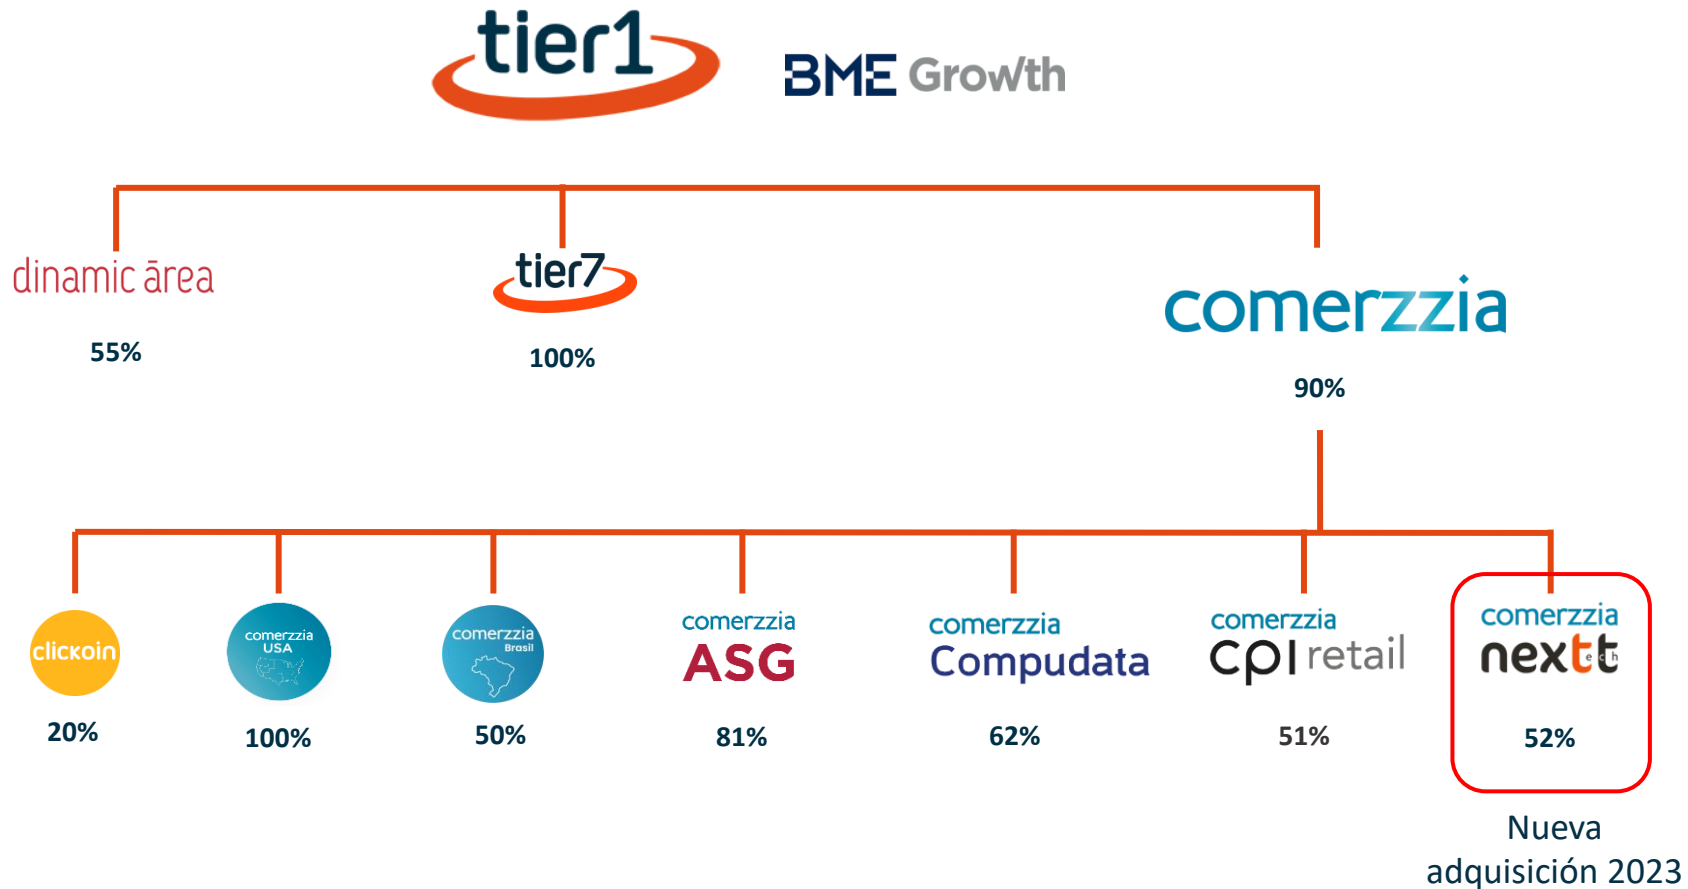 tier1
BME Growth
dinamic ārea
tier7
comerzzia
55%
100%
90%
clickoin
comerzzia
USA
comerzzia
Brasil
comerzzia
ASG
comerzzia
Compudata
comerzzia
cpi retail
comerzzia
nextt
ech
20%
100%
50%
81%
62%
51%
52%
Nueva
adquisición 2023